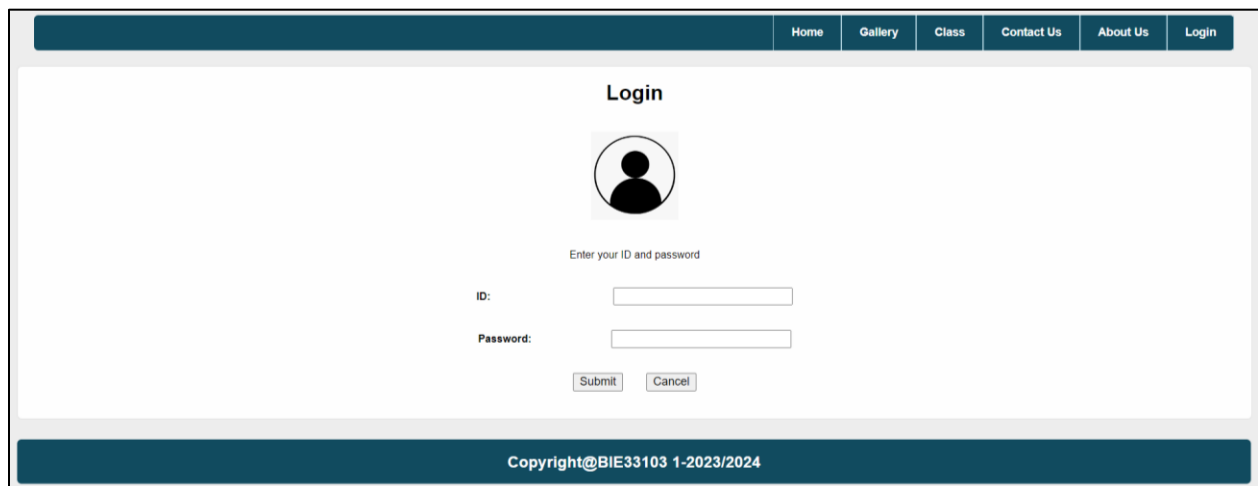 Home Gallery Class Contact Us About Us Login
Login
Enter your ID and password
ID:
Password:
Submit Cancel
Copyright@BIE33103 1-2023/2024